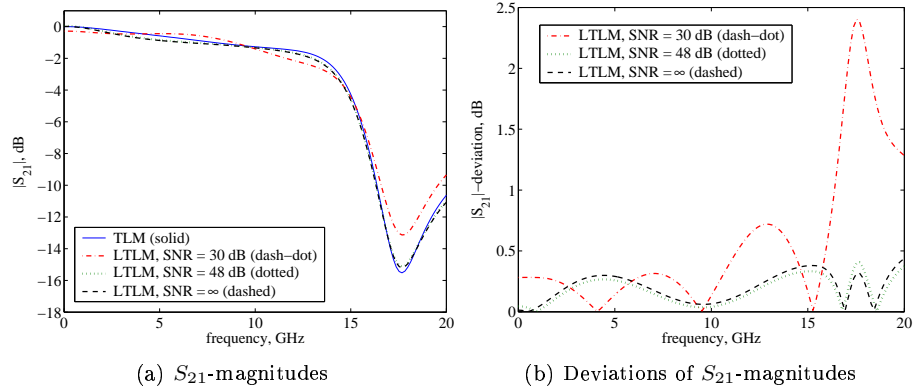 0
−2
−4
−6
−8
−10
−12
−14
−16
−18
|S21|, dB
TLM (solid)
LTLM, SNR = 30 dB (dash−dot)
LTLM, SNR = 48 dB (dotted)
LTLM, SNR = ∞ (dashed)
0 5 10 15 20
frequency, GHz
(a) S21-magnitudes
2.5
2
1.5
1
0.5
0
|S21|−deviation, dB
LTLM, SNR = 30 dB (dash−dot)
LTLM, SNR = 48 dB (dotted)
LTLM, SNR = ∞ (dashed)
0 5 10 15 20
frequency, GHz
(b) Deviations of S21-magnitudes